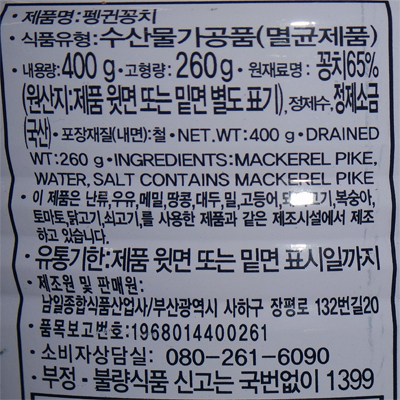 · 제품명:펭귄꽁치
· 식품유형:수산물가공품(멸균제품)
· 내용량:400 g · 고형량:260g · 원재료명: 꽁치65%
(원산지:제품 윗면 또는 밑면 별도 표기), 정제수, 정제소금
(국산) · 포장재질(내면):철 · NET.WT:400 g · DRAINED
WT:260 g · INGREDIENTS:MACKEREL PIKE,
WATER, SALT CONTAINS MACKEREL PIKE
· 이 제품은 난류,우유,메밀,땅콩,대두,밀,고등어, 복숭아,
토마토,닭고기,쇠고기,를 사용한 제품과 같은 제조시설에서 제조
하고 있습니다.
· 유통기한:제품 윗면 또는 밑면 표시일까지
· 제조원 및 판매원:
남일종합식품산업사/부산광역시 사하구 장평로 132번길20
· 품목보고번호:1968014400261
· 소비자상담실: 080-261-6090
· 부정 · 불량식품 신고는 국번없이 1399